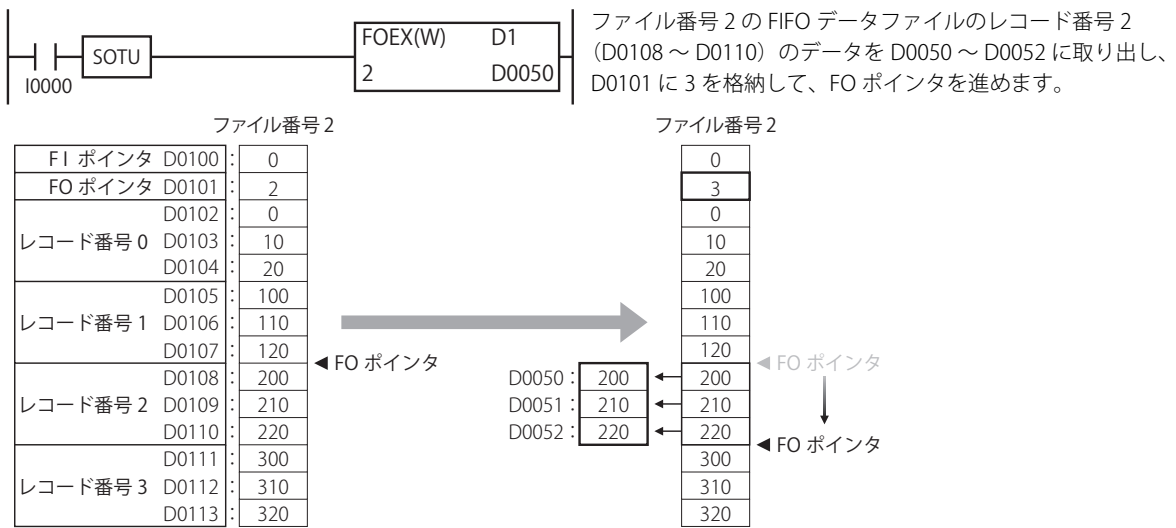 I0000
SOTU
FOEX(W) D1
2 D0050
ファイル番号 2 の FIFO データファイルのレコード番号 2
(D0108 ～ D0110) のデータを D0050 ～ D0052 に取り出し、
D0101 に 3 を格納して、FO ポインタを進めます。
ファイル番号 2
FI ポインタ D0100 : 0
FO ポインタ D0101 : 2
D0102 : 0
レコード番号 0 D0103 : 10
D0104 : 20
D0105 : 100
レコード番号 1 D0106 : 110
D0107 : 120
D0108 : 200
レコード番号 2 D0109 : 210
D0110 : 220
D0111 : 300
レコード番号 3 D0112 : 310
D0113 : 320
◀ FO ポインタ
ファイル番号 2
0
3
0
10
20
100
110
120
◀ FO ポインタ
D0050 : 200 ← 200
D0051 : 210 ← 210
D0052 : 220 ← 220
◀ FO ポインタ
300
310
320